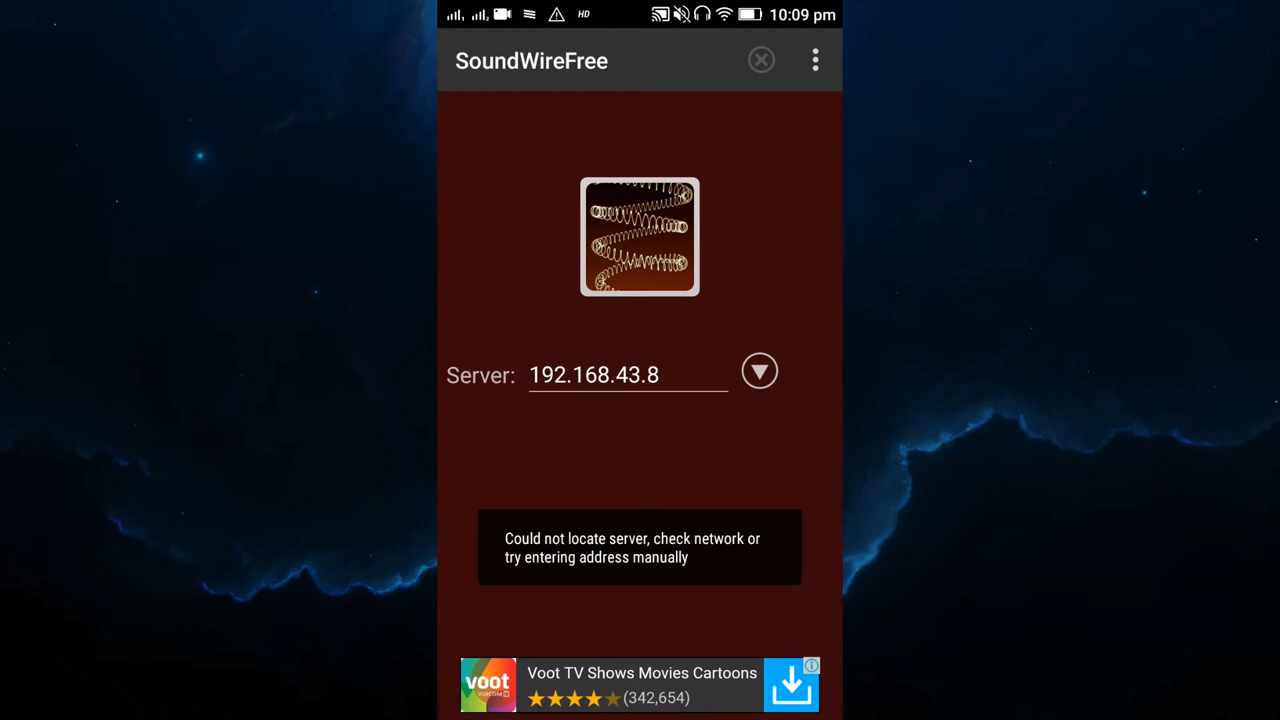 HD
10:09 pm
SoundWireFree
Server: 192.168.43.8
Could not locate server, check network or
try entering address manually
voot
VIACOM 18
Voot TV Shows Movies Cartoons
(342,654)